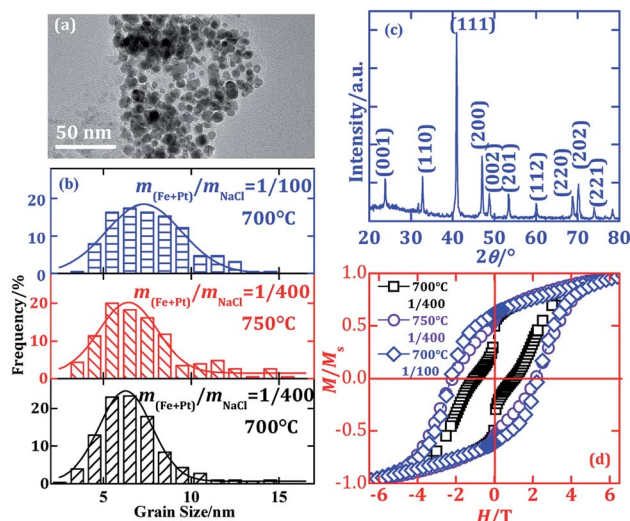 (a)
50 nm
(b)
m(Fe+Pt)/mNaCl=1/100
700°C
m(Fe+Pt)/mNaCl=1/400
750°C
m(Fe+Pt)/mNaCl=1/400
700°C
20
10
0
20
10
0
20
10
0
Frequency/%
5
10
15
Grain Size/nm
(c)
(001)
(110)
(111)
(200)
(002)
(201)
(112)
(220)
(202)
(221)
Intensity/a.u.
20 30 40 50 60 70 80
2θ/°
700°C
1/400
750°C
1/400
700°C
1/100
1.0
0.5
0.0
-0.5
-1.0
M/Ms
(d)
-6 -4 -2 0 2 4 6
H/T